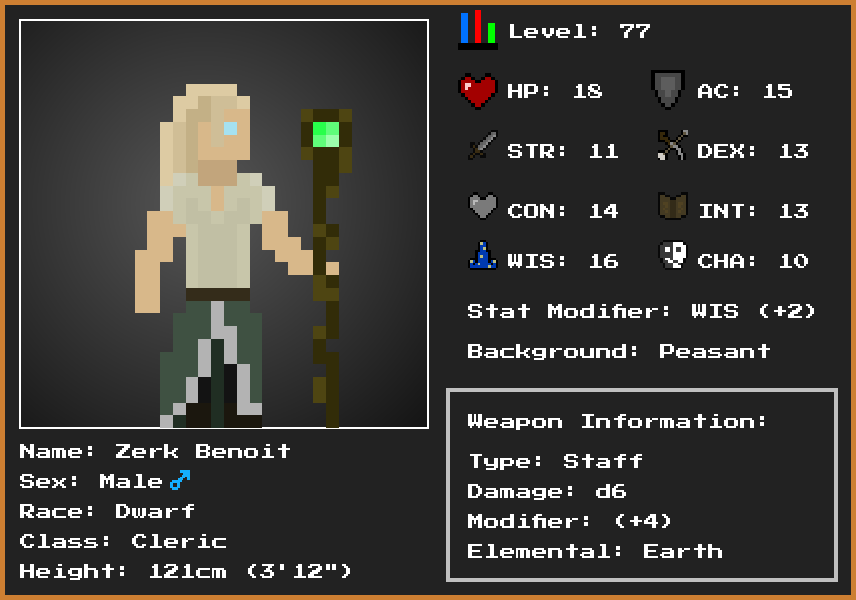 Level: 77
HP: 18 AC: 15
STR: 11 DEX: 13
CON: 14 INT: 13
WIS: 16 CHA: 10
Stat Modifier: WIS (+2)
Background: Peasant
Weapon Information:
Type: Staff
Damage: d6
Modifier: (+4)
Elemental: Earth
Name: Zerk Benoit
Sex: Male ♂
Race: Dwarf
Class: Cleric
Height: 121cm (3'12")